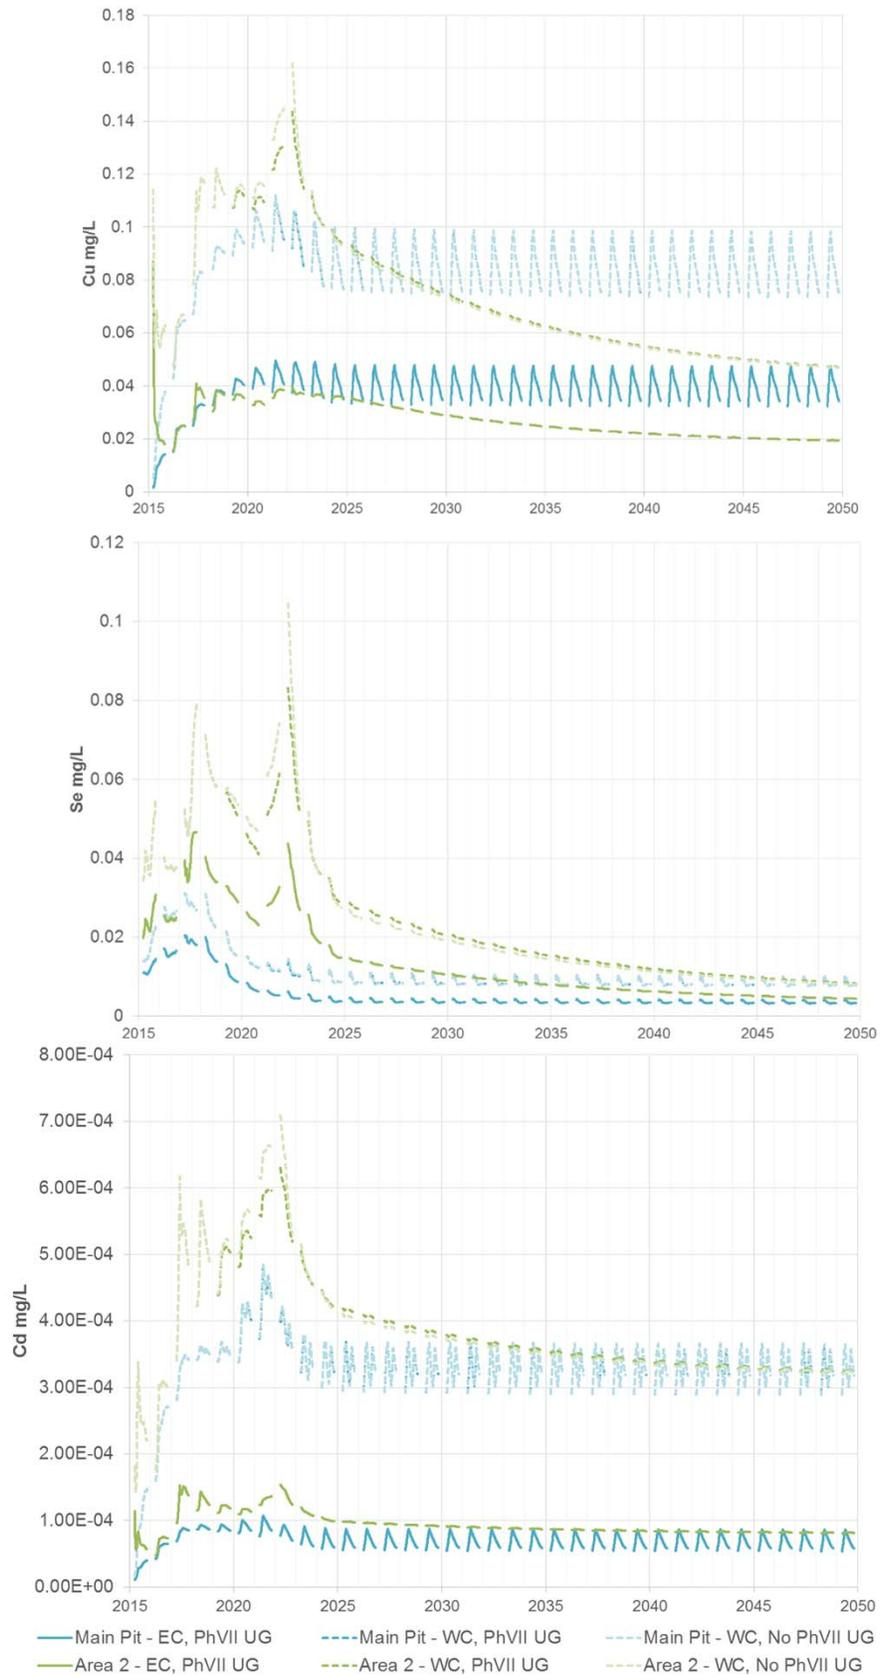 0.18
0.16
0.14
0.12
0.1
0.08
0.06
0.04
0.02
0
Cu mg/L
2015 2020 2025 2030 2035 2040 2045 2050
0.12
0.1
0.08
0.06
0.04
0.02
0
Se mg/L
2015 2020 2025 2030 2035 2040 2045 2050
8.00E-04
7.00E-04
6.00E-04
5.00E-04
4.00E-04
3.00E-04
2.00E-04
1.00E-04
0.00E+00
Cd mg/L
2015 2020 2025 2030 2035 2040 2045 2050
Main Pit - EC, PhVII UG Main Pit - WC, PhVII UG Main Pit - WC, No PhVII UG
Area 2 - EC, PhVII UG Area 2 - WC, PhVII UG Area 2 - WC, No PhVII UG